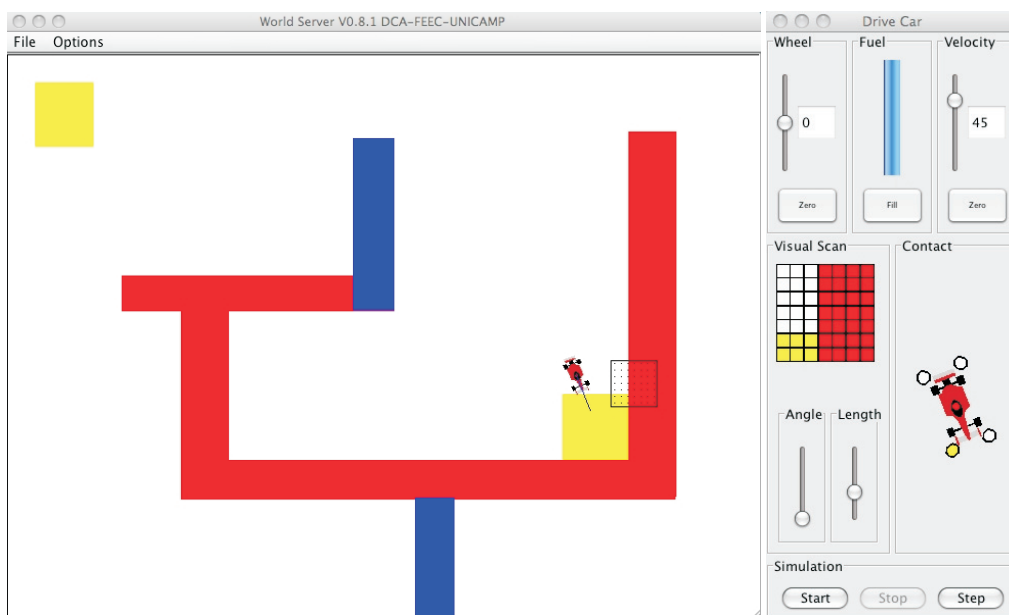 World Server V0.8.1 DCA-FEEC-UNICAMP
File Options
Drive Car
Wheel Fuel Velocity
0 45
Zero Fill Zero
Visual Scan Contact
Angle Length
Simulation
Start Stop Step